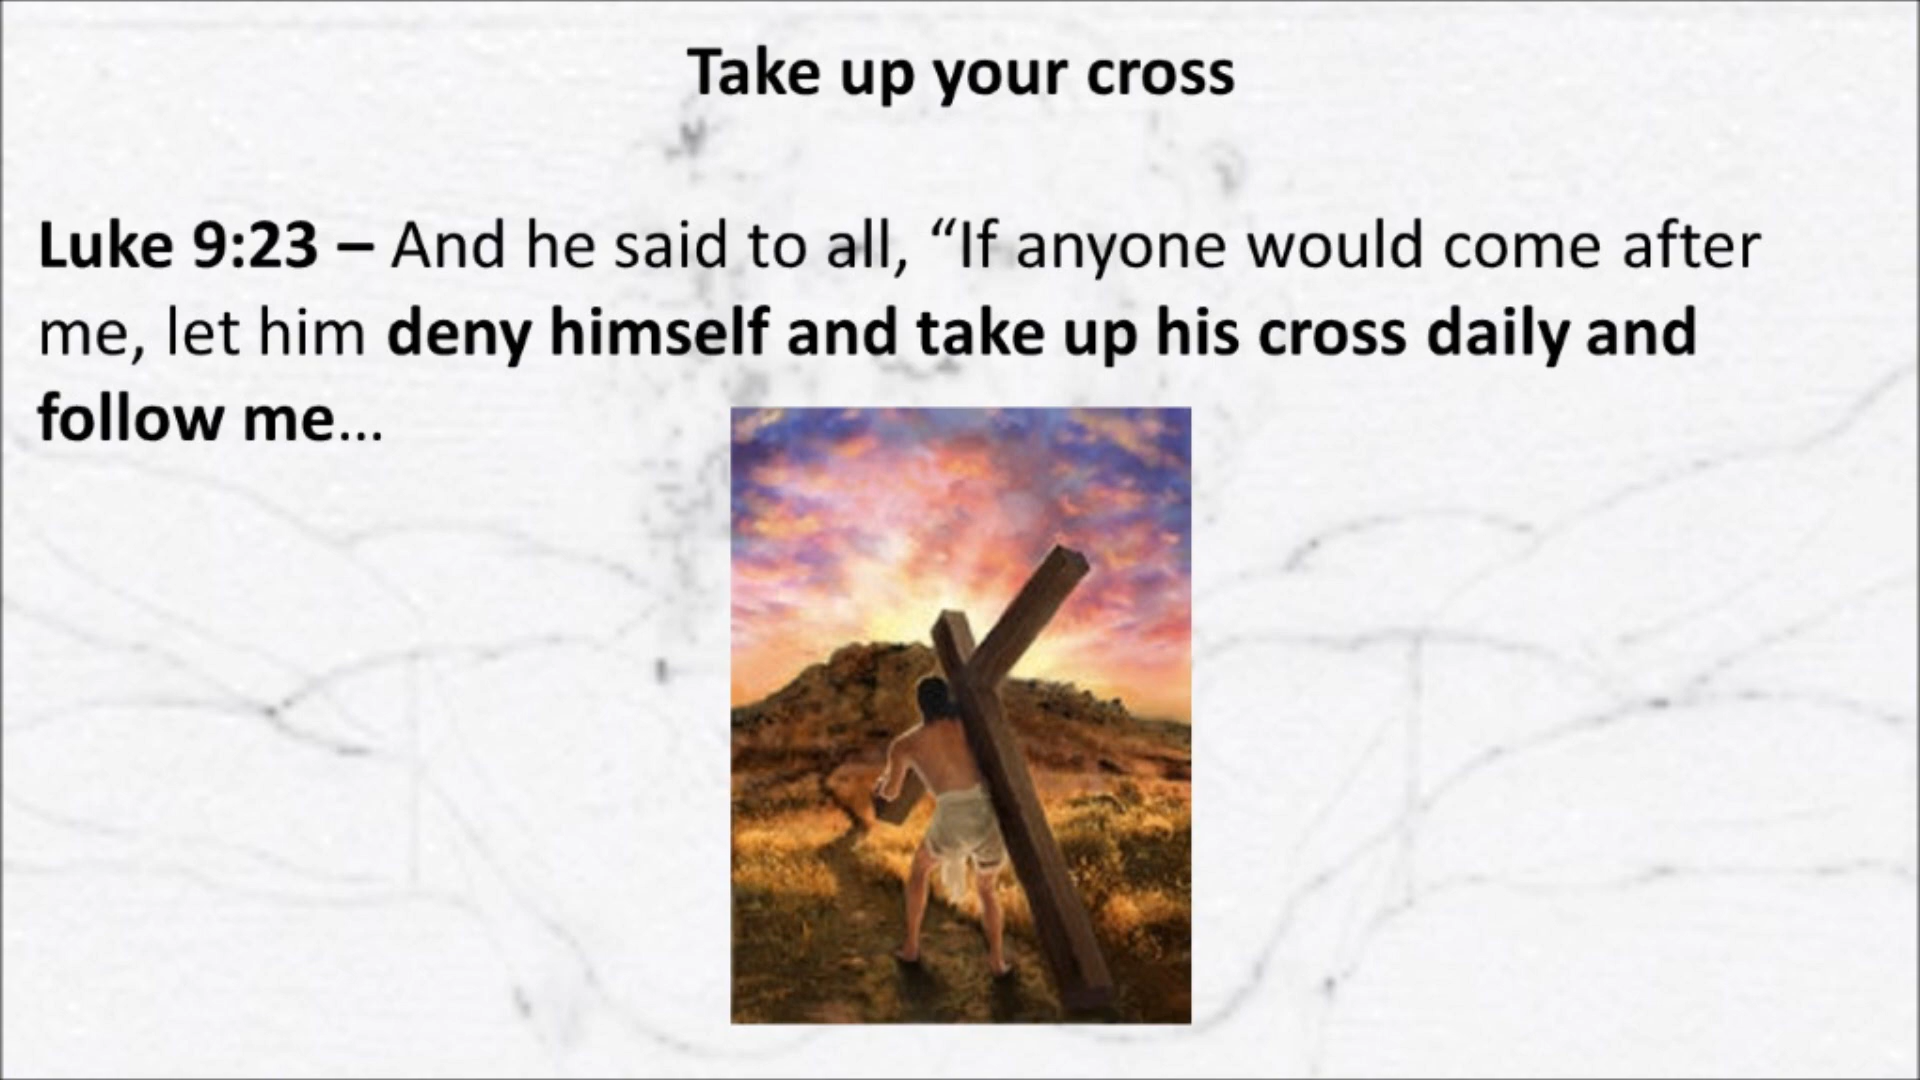 Take up your cross
Luke 9:23 – And he said to all, “If anyone would come after
me, let him deny himself and take up his cross daily and
follow me...